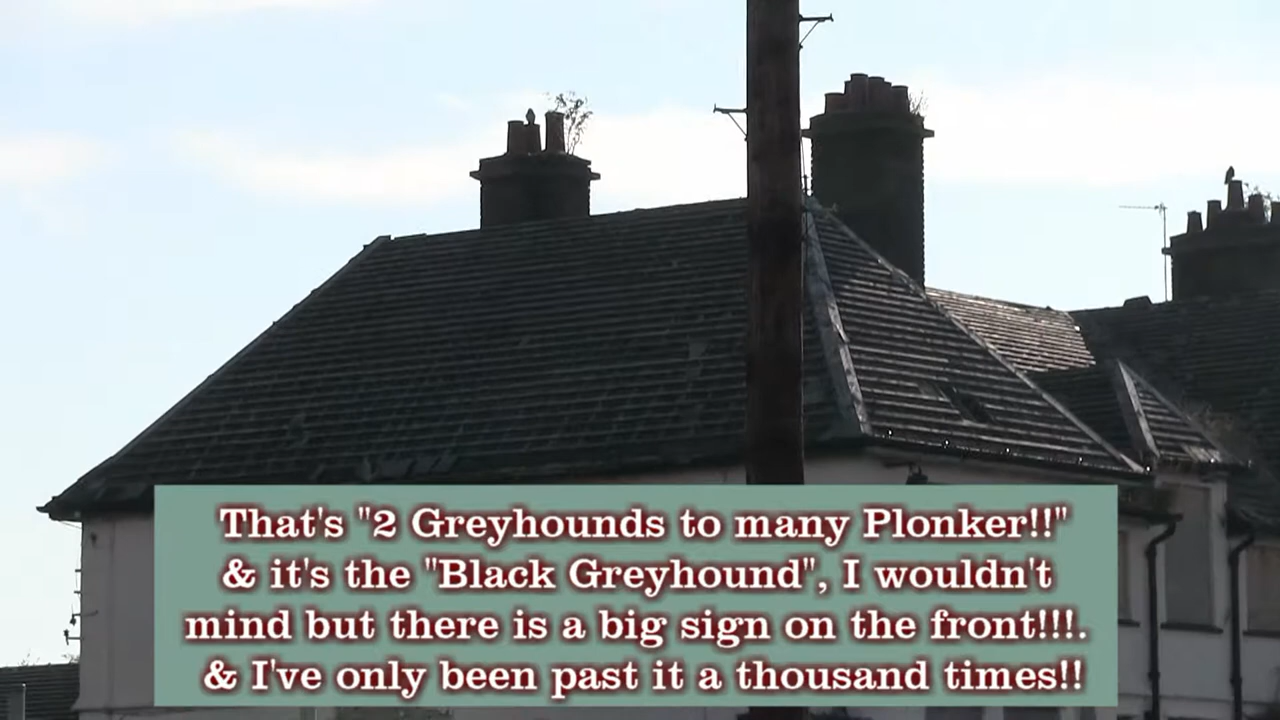 That's "2 Greyhounds to many Plonker!!"
& it's the "Black Greyhound", I wouldn't
mind but there is a big sign on the front!!!.
& I've only been past it a thousand times!!